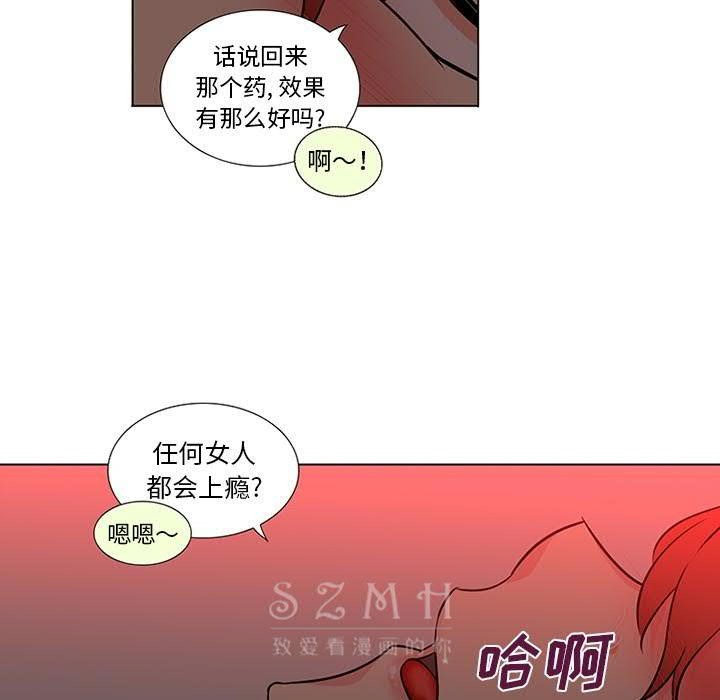 话说回来
那个药, 效果
有那么好吗?
啊～!
任何女人
都会上瘾?
嗯嗯～
SZMH
致爱看漫画的你
哈啊